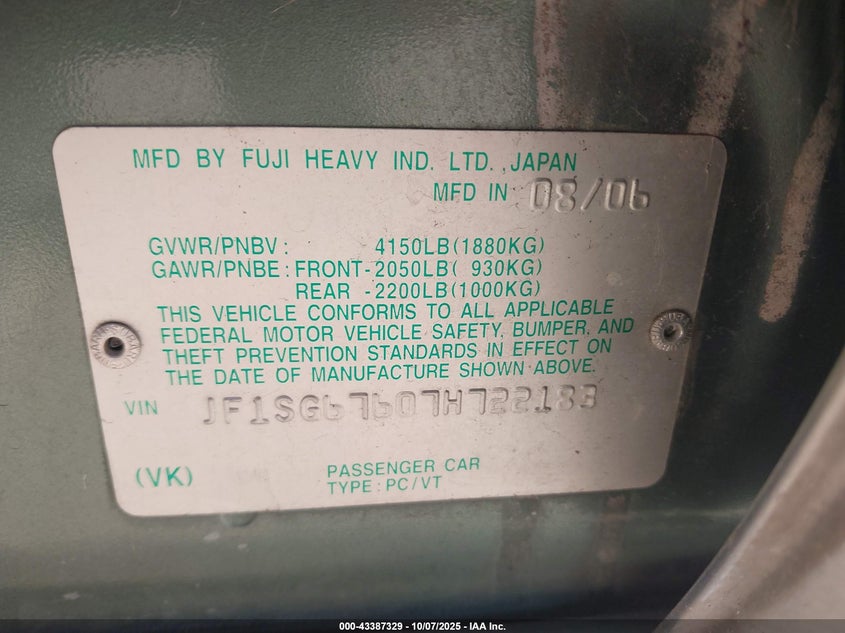 MFD BY FUJI HEAVY IND. LTD. JAPAN
MFD IN 08/06
GVWR/PNBV: 4150LB(1880KG)
GAWR/PNBE: FRONT-2050LB( 930KG)
REAR -2200LB(1000KG)
THIS VEHICLE CONFORMS TO ALL APPLICABLE
FEDERAL MOTOR VEHICLE SAFETY, BUMPER, AND
THEFT PREVENTION STANDARDS IN EFFECT ON
THE DATE OF MANUFACTURE SHOWN ABOVE.
VIN JF1SG67607H722183
(VK) PASSENGER CAR
TYPE: PC/VT
000-43387329 - 10/07/2025 - IAA Inc.